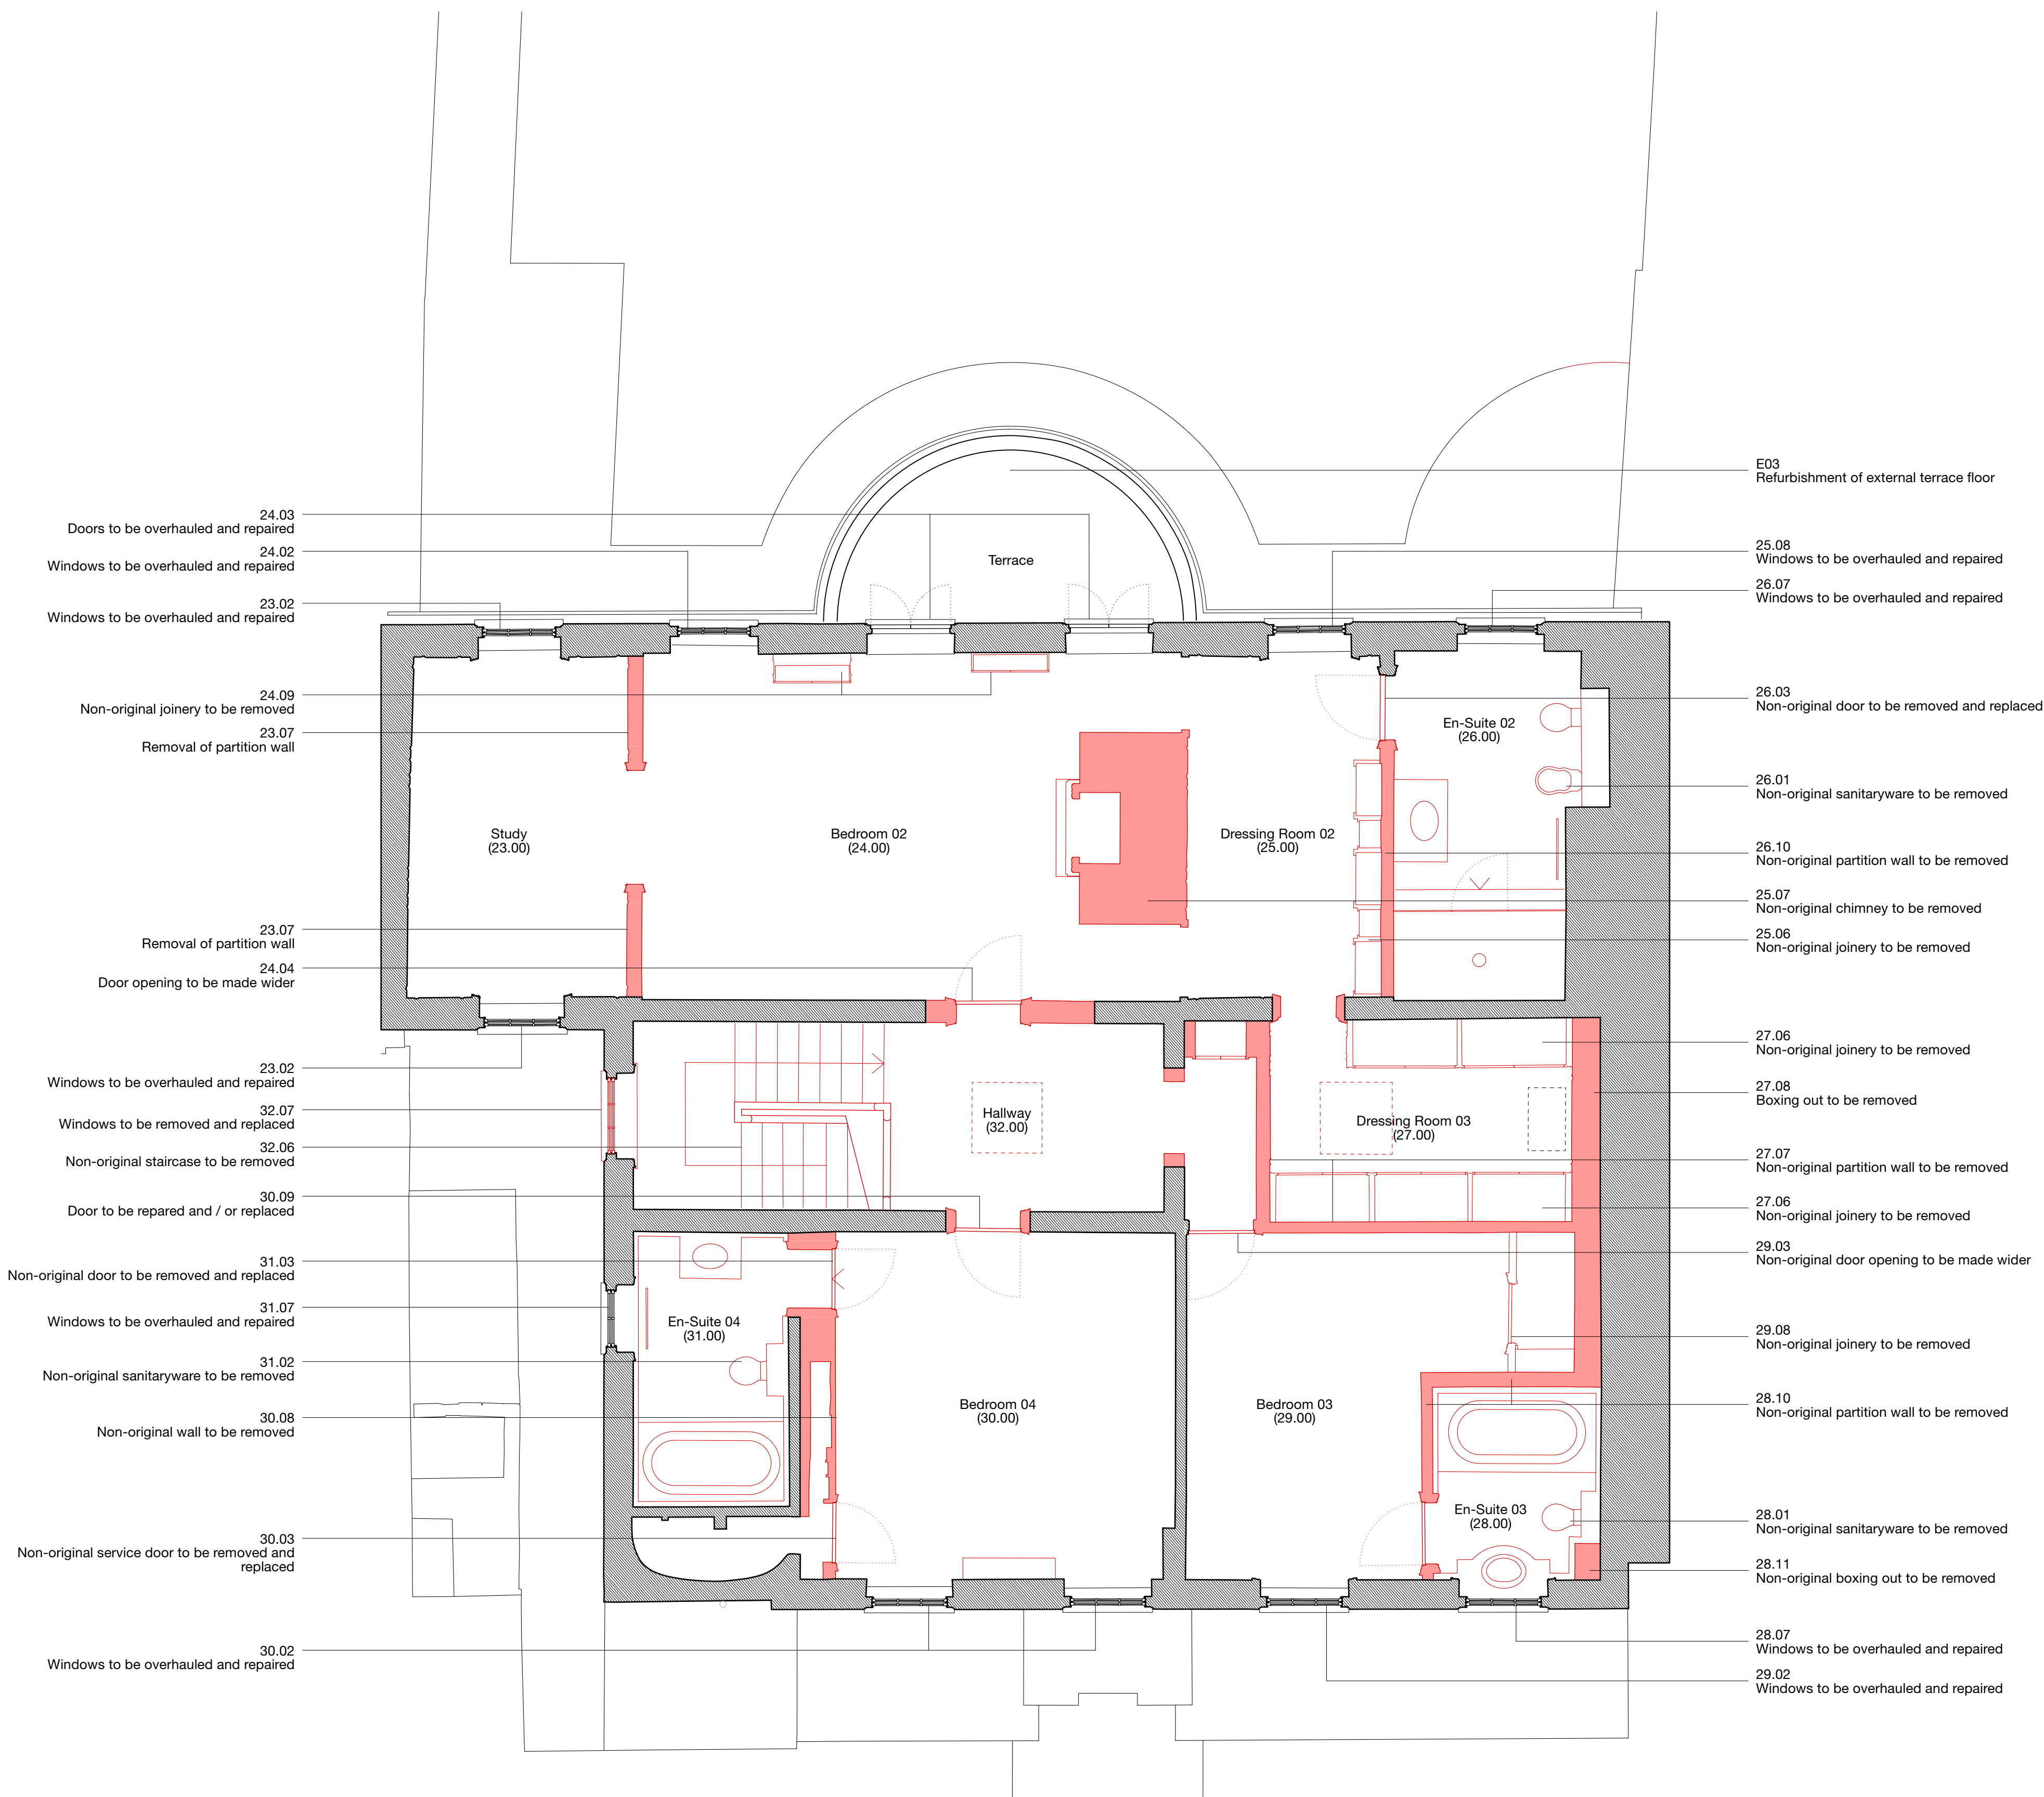 24.03
Doors to be overhauled and repaired
24.02
Windows to be overhauled and repaired
23.02
Windows to be overhauled and repaired
24.09
Non-original joinery to be removed
23.07
Removal of partition wall
23.07
Removal of partition wall
24.04
Door opening to be made wider
23.02
Windows to be overhauled and repaired
32.07
Windows to be removed and replaced
32.06
Non-original staircase to be removed
30.09
Door to be repared and / or replaced
31.03
Non-original door to be removed and replaced
31.07
Windows to be overhauled and repaired
31.02
Non-original sanitaryware to be removed
30.08
Non-original wall to be removed
30.03
Non-original service door to be removed and
replaced
30.02
Windows to be overhauled and repaired
Terrace
Study
(23.00)
Bedroom 02
(24.00)
Dressing Room 02
(25.00)
En-Suite 02
(26.00)
Hallway
(32.00)
Dressing Room 03
(27.00)
En-Suite 04
(31.00)
Bedroom 04
(30.00)
Bedroom 03
(29.00)
En-Suite 03
(28.00)
E03
Refurbishment of external terrace floor
25.08
Windows to be overhauled and repaired
26.07
Windows to be overhauled and repaired
26.03
Non-original door to be removed and replaced
26.01
Non-original sanitaryware to be removed
26.10
Non-original partition wall to be removed
25.07
Non-original chimney to be removed
25.06
Non-original joinery to be removed
27.06
Non-original joinery to be removed
27.08
Boxing out to be removed
27.07
Non-original partition wall to be removed
27.06
Non-original joinery to be removed
29.03
Non-original door opening to be made wider
29.08
Non-original joinery to be removed
28.10
Non-original partition wall to be removed
28.01
Non-original sanitaryware to be removed
28.11
Non-original boxing out to be removed
28.07
Windows to be overhauled and repaired
29.02
Windows to be overhauled and repaired